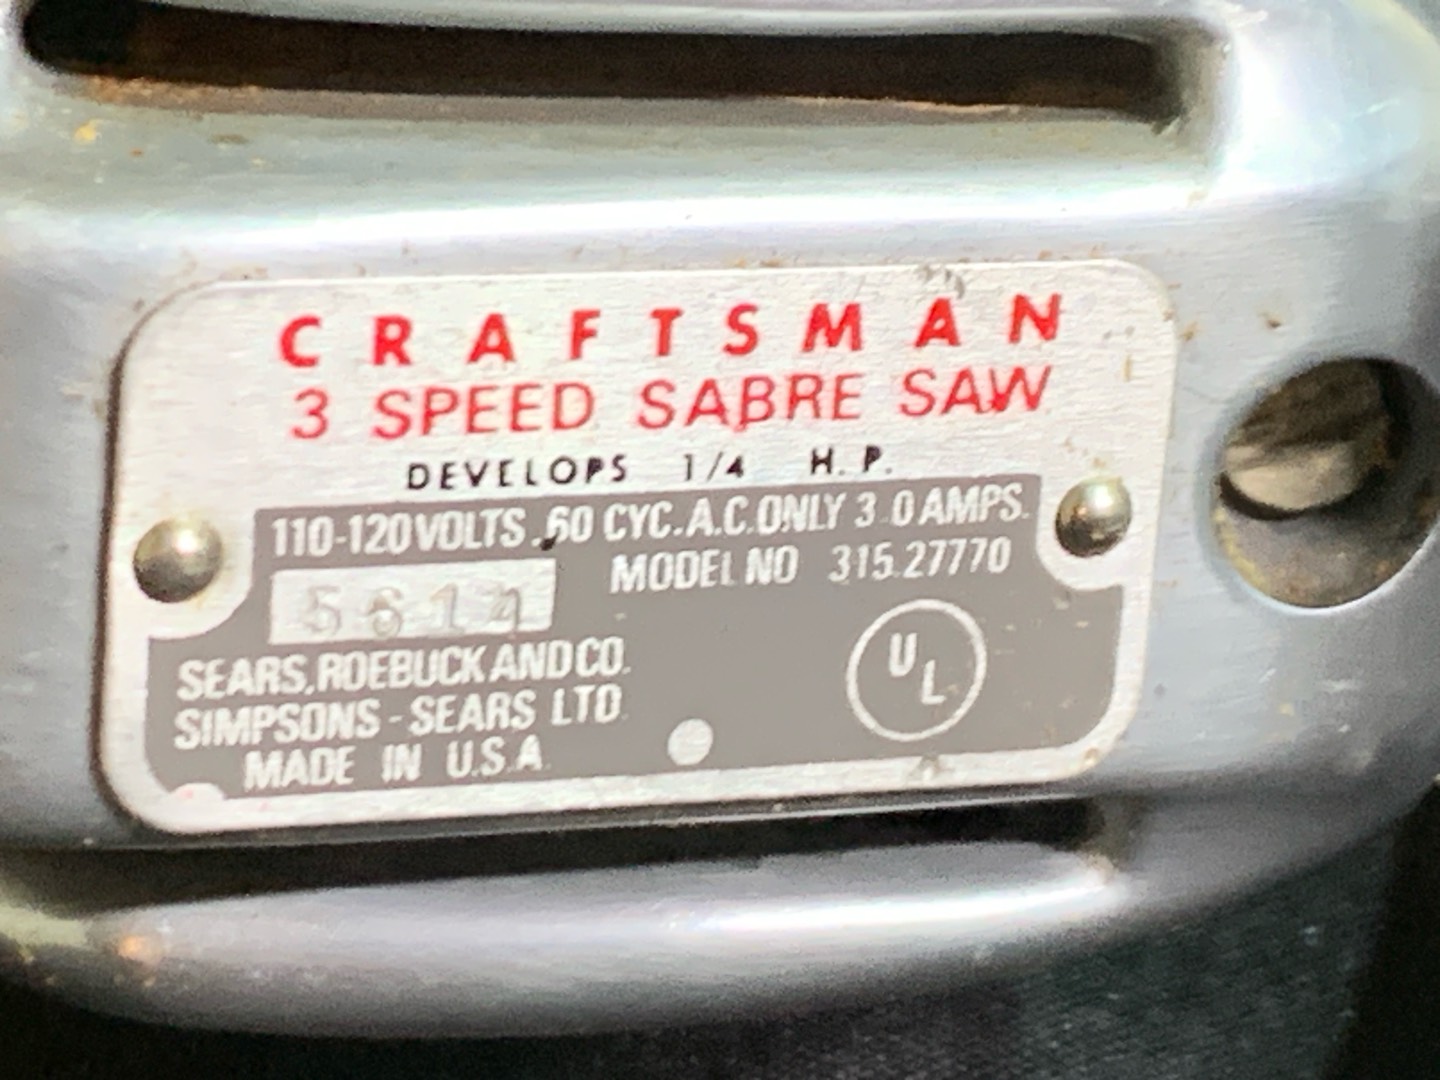 CRAFTSMAN
3 SPEED SABRE SAW
DEVELOPS 1/4 H.P.
110-120 VOLTS. 60 CYC. A.C. ONLY 3.0 AMPS.
MODEL NO 315.27770
SEARS, ROEBUCK AND CO.
SIMPSONS-SEARS LTD.
MADE IN U.S.A.
UL